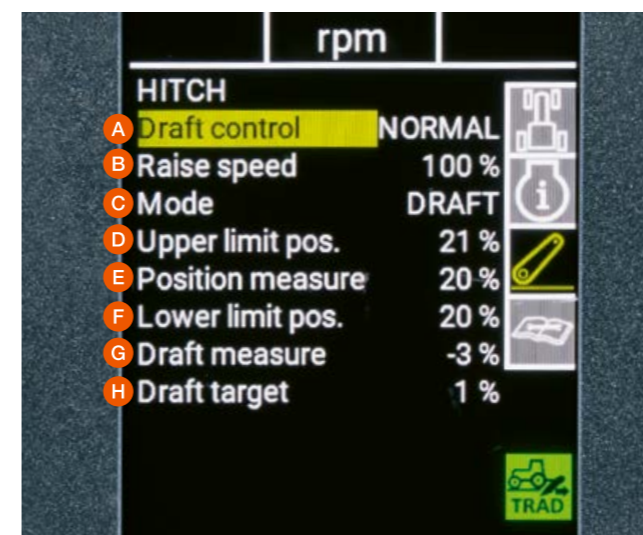 rpm
HITCH
A Draft control NORMAL
B Raise speed 100 %
C Mode DRAFT
D Upper limit pos. 21 %
E Position measure 20 %
F Lower limit pos. 20 %
G Draft measure -3 %
H Draft target 1 %
i
TRAD